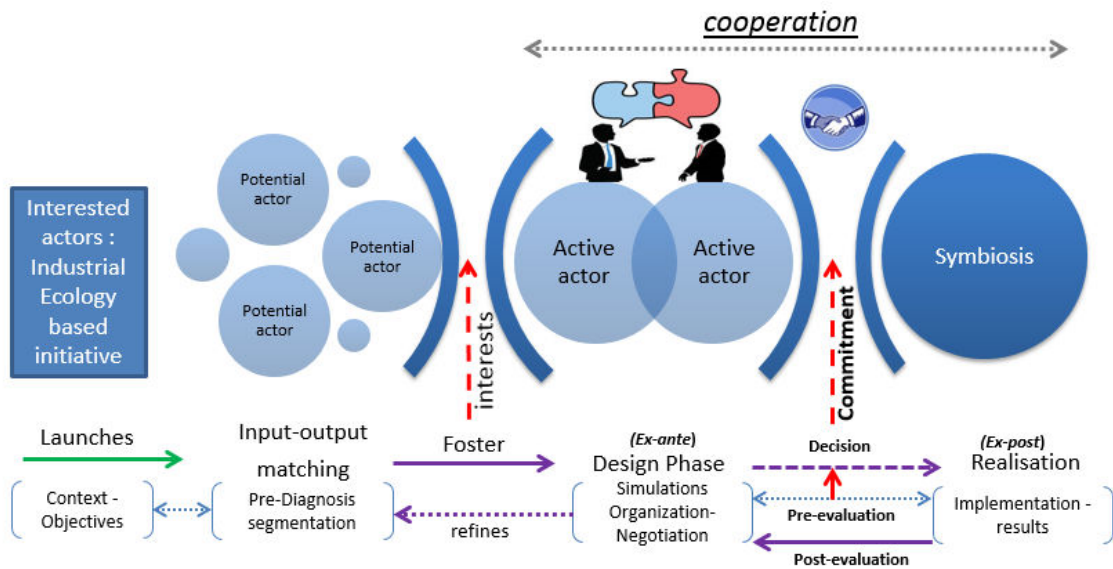 cooperation
Interested
actors :
Industrial
Ecology
based
initiative
Potential
actor
Potential
actor
Potential
actor
interests
Active
actor
Active
actor
Commitment
Symbiosis
Launches
Context -
Objectives
Input-output
matching
Pre-Diagnosis
segmentation
Foster
refines
(Ex-ante)
Design Phase
Simulations
Organization-
Negotiation
Decision
Pre-evaluation
Post-evaluation
(Ex-post)
Realisation
Implementation -
results